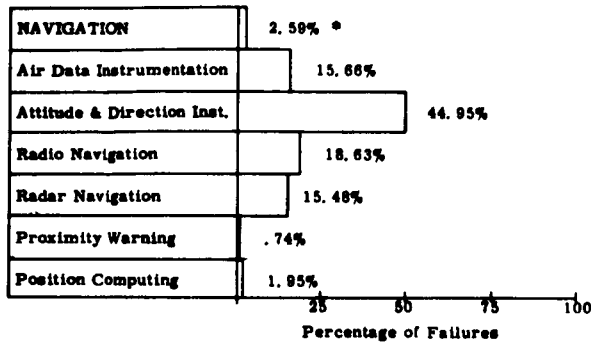 NAVIGATION 2.59% *
Air Data Instrumentation 15.66%
Attitude & Direction Inst. 44.95%
Radio Navigation 18.63%
Radar Navigation 15.48%
Proximity Warning .74%
Position Computing 1.95%
25 50 75 100
Percentage of Failures